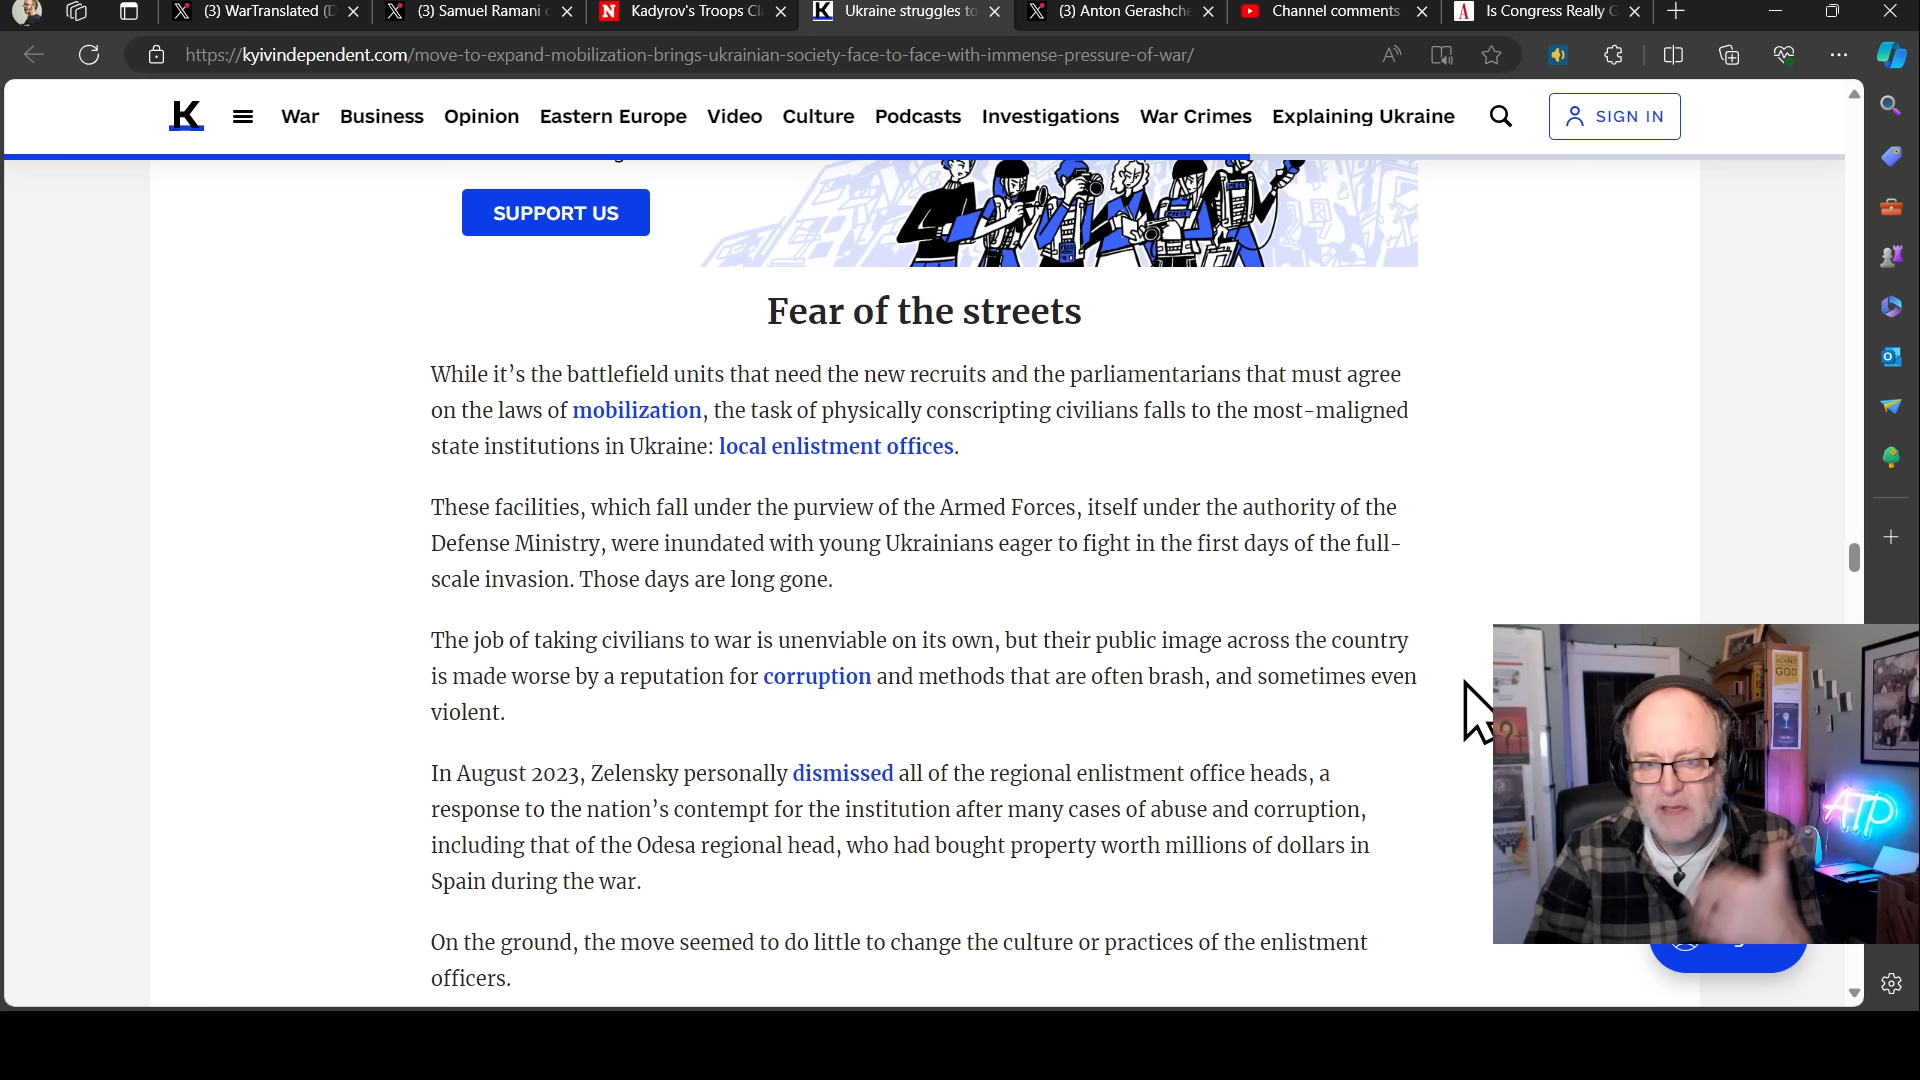 (3) WarTranslated (D
(3) Samuel Ramani
Kadyrov's Troops Cl
Ukraine struggles to
(3) Anton Gerashche
Channel comments
Is Congress Really G
https://kyivindependent.com/move-to-expand-mobilization-brings-ukrainian-society-face-to-face-with-immense-pressure-of-war/
K War Business Opinion Eastern Europe Video Culture Podcasts Investigations War Crimes Explaining Ukraine SIGN IN
SUPPORT US
Fear of the streets
While it’s the battlefield units that need the new recruits and the parliamentarians that must agree
on the laws of mobilization, the task of physically conscripting civilians falls to the most-maligned
state institutions in Ukraine: local enlistment offices.
These facilities, which fall under the purview of the Armed Forces, itself under the authority of the
Defense Ministry, were inundated with young Ukrainians eager to fight in the first days of the full-
scale invasion. Those days are long gone.
The job of taking civilians to war is unenviable on its own, but their public image across the country
is made worse by a reputation for corruption and methods that are often brash, and sometimes even
violent.
In August 2023, Zelensky personally dismissed all of the regional enlistment office heads, a
response to the nation’s contempt for the institution after many cases of abuse and corruption,
including that of the Odesa regional head, who had bought property worth millions of dollars in
Spain during the war.
On the ground, the move seemed to do little to change the culture or practices of the enlistment
officers.
GOD
ATP